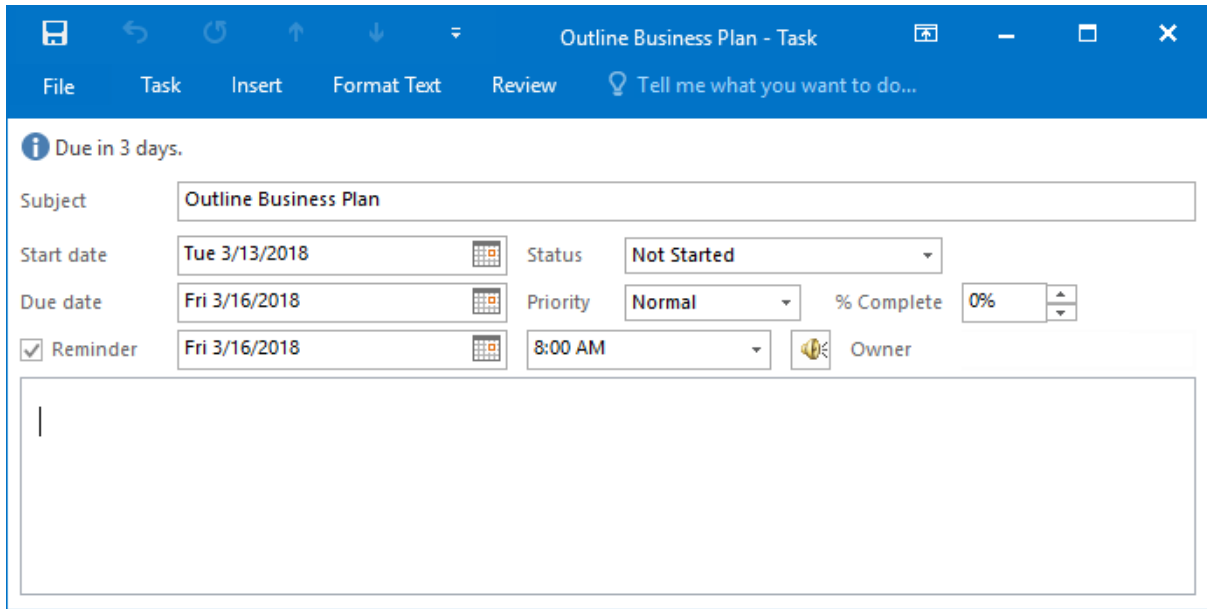 Outline Business Plan - Task
File Task Insert Format Text Review Tell me what you want to do...
Due in 3 days.
Subject Outline Business Plan
Start date Tue 3/13/2018 Status Not Started
Due date Fri 3/16/2018 Priority Normal % Complete 0%
Reminder Fri 3/16/2018 8:00 AM Owner